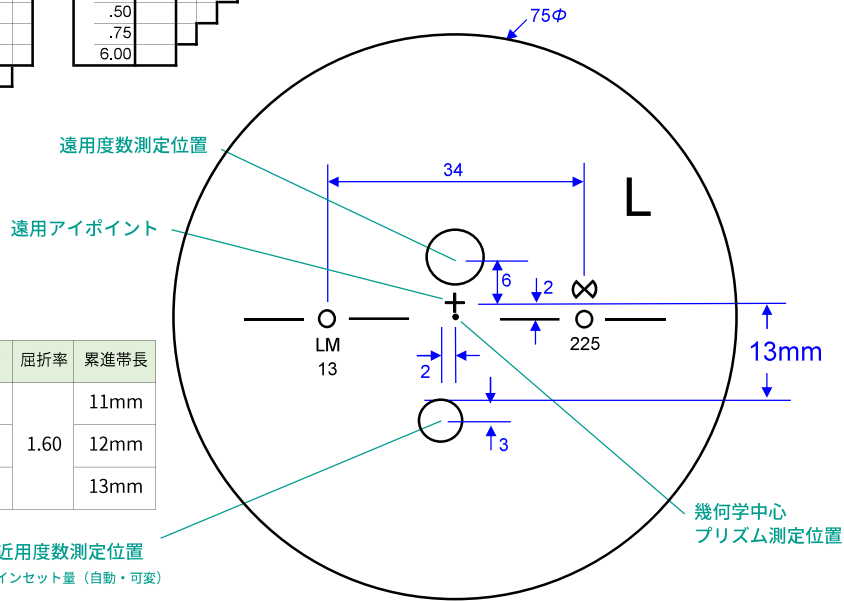 .50
.75
6.00
75Φ
遠用度数測定位置
34
L
遠用アイポイント
6
2
LM
13
225
13mm
2
屈折率
累進帯長
11mm
1.60
12mm
13mm
3
幾何学中心
プリズム測定位置
近用度数測定位置
インセット量（自動・可変）